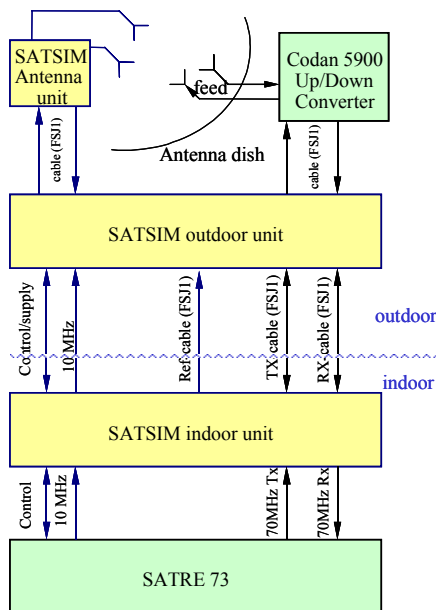 SATSIM
Antenna
unit
Codan 5900
Up/Down
Converter
feed
cable (FSJ1)
Antenna dish
cable (FSJ1)
SATSIM outdoor unit
Control/supply
10 MHz
Ref-cable (FSJ1)
TX-cable (FSJ1)
RX-cable (FSJ1)
outdoor
indoor
SATSIM indoor unit
Control
10 MHz
70MHz Tx
70MHz Rx
SATRE 73